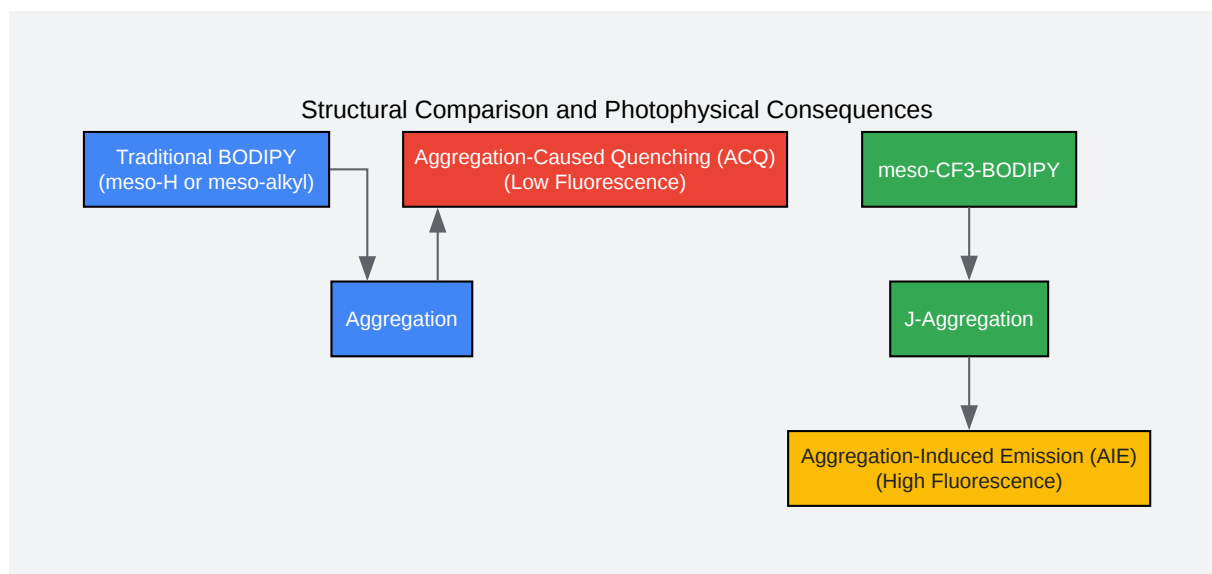 Structural Comparison and Photophysical Consequences
Traditional BODIPY
(meso-H or meso-alkyl)
Aggregation-Caused Quenching (ACQ)
(Low Fluorescence)
meso-CF3-BODIPY
Aggregation
J-Aggregation
Aggregation-Induced Emission (AIE)
(High Fluorescence)